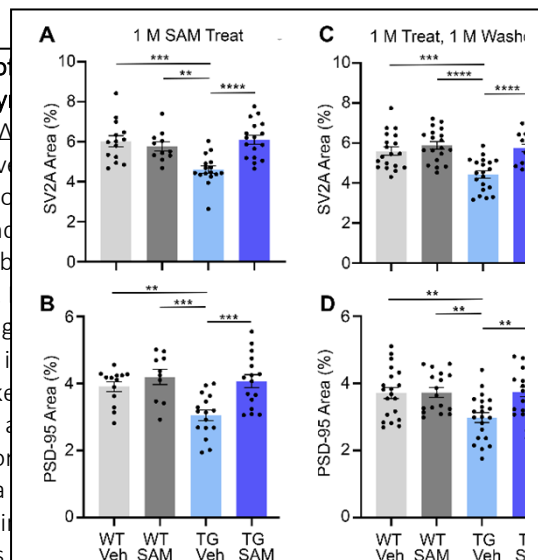 A
1 M SAM Treat
SV2A Area (%)
10
8
6
4
2
0
***
**
****
C
1 M Treat, 1 M
SV2A Area (%)
10
8
6
4
2
0
***
****
****
B
PSD-95 Area (%)
6
4
2
0
**
***
***
WT Veh
WT SAM
TG Veh
TG SAM
D
PSD-95 Area (%)
6
4
2
0
**
**
**
WT Veh
WT SAM
TG Veh